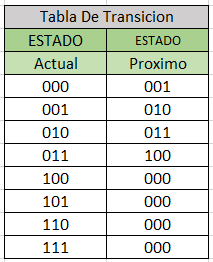 Tabla De Transicion
ESTADO ESTADO
Actual Proximo
000 001
001 010
010 011
011 100
100 000
101 000
110 000
111 000